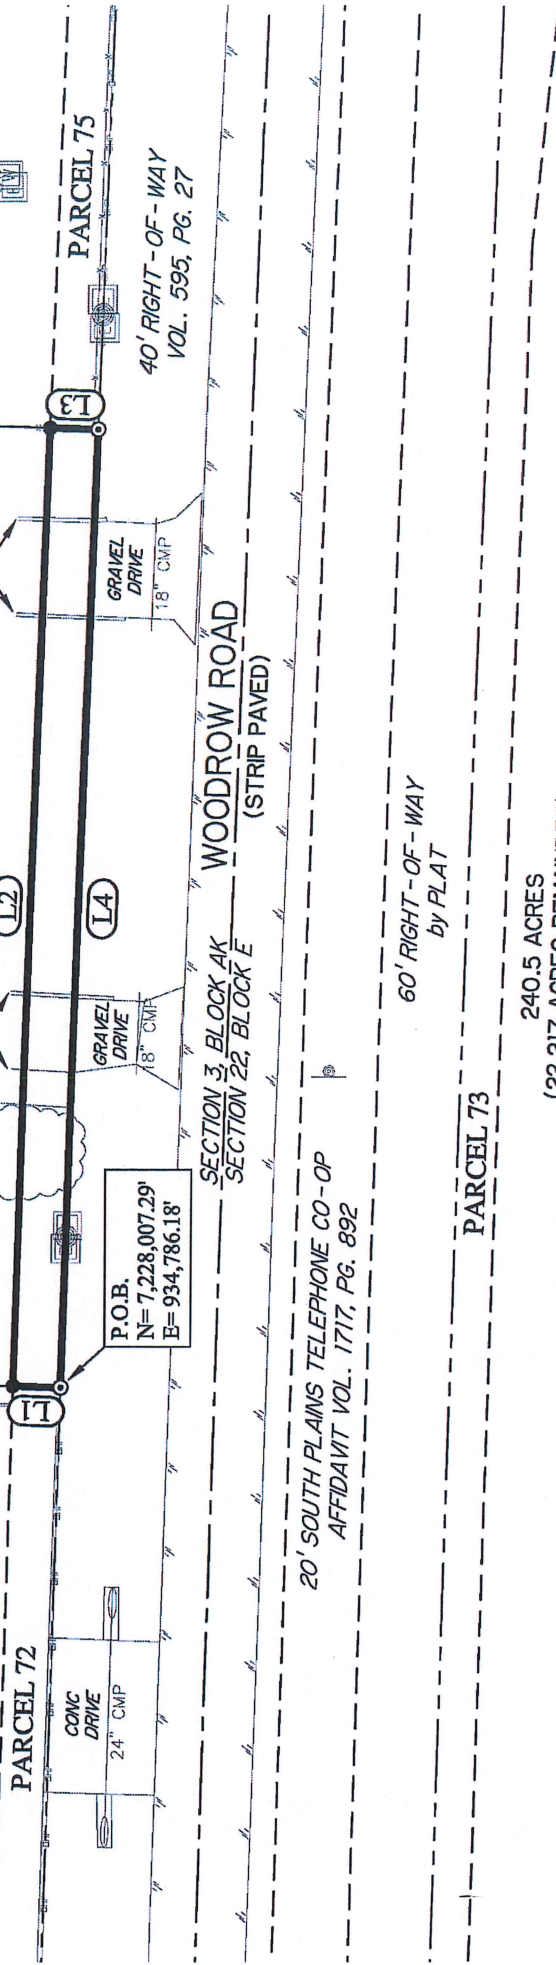 PARCEL 75
40' RIGHT-OF-WAY
VOL. 595, PG. 27
L3
GRAVEL
DRIVE
18" CMP
L2
L4
WOODROW ROAD
(STRIP PAVED)
GRAVEL
DRIVE
18" CMP
SECTION 3, BLOCK AK
SECTION 22, BLOCK E
60' RIGHT-OF-WAY
by PLAT
240.5 ACRES
PARCEL 73
P.O.B.
N= 7,228,007.29'
E= 934,786.18'
L1
20' SOUTH PLAINS TELEPHONE CO-OP
AFFIDAVIT VOL. 1717, PG. 892
PARCEL 72
CONC
DRIVE
24" CMP